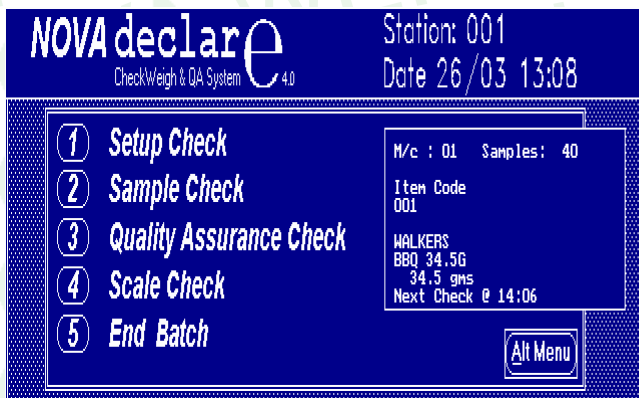 NOVA declare
CheckWeigh & QA System 4.0
Station: 001
Date 26/03 13:08
1 Setup Check
2 Sample Check
3 Quality Assurance Check
4 Scale Check
5 End Batch
M/c : 01 Samples: 40
Item Code
001
WALKERS
BBQ 34.5G
34.5 gms
Next Check @ 14:06
Alt Menu